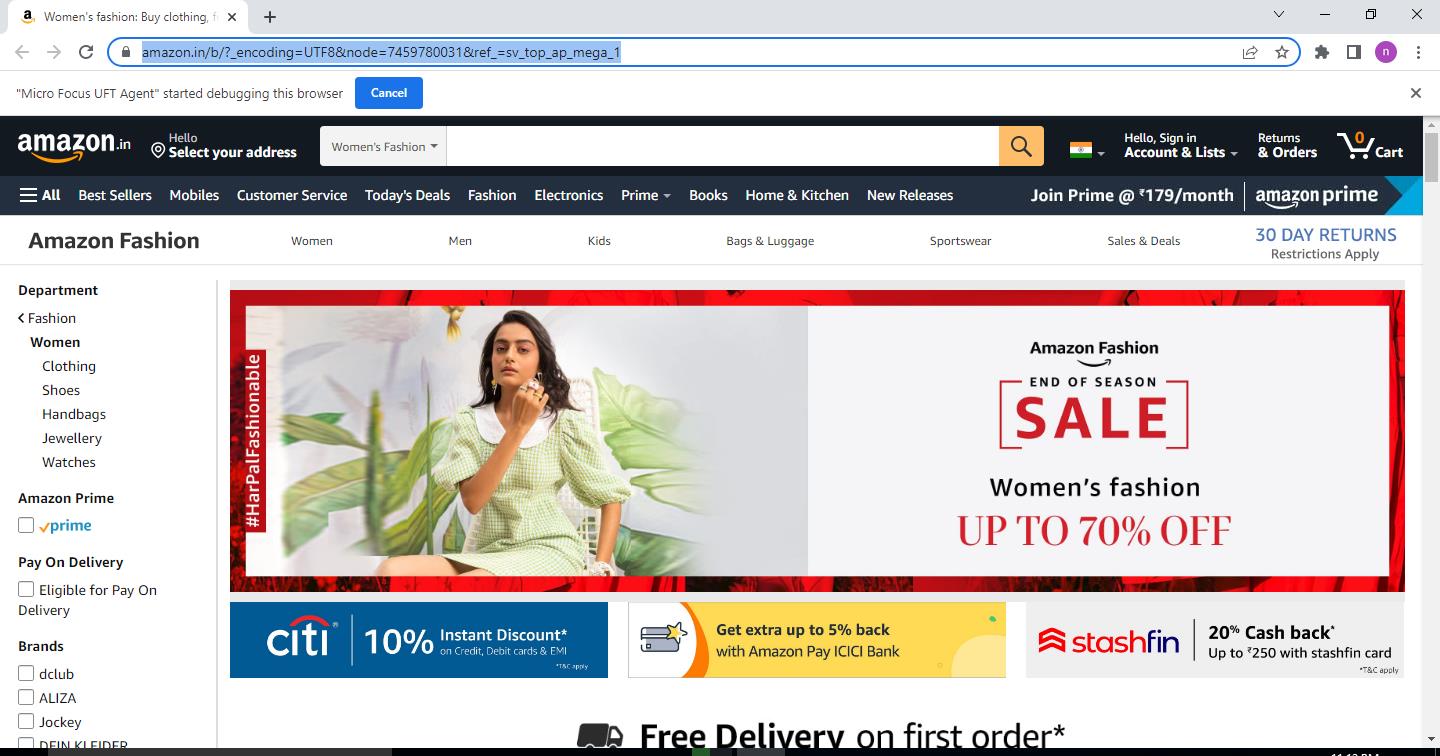 Women's fashion: Buy clothing, f
amazon.in/b/?_encoding=UTF8&node=7459780031&ref_=sv_top_ap_mega_1
n
"Micro Focus UFT Agent" started debugging this browser
Cancel
amazon.in
Hello
Select your address
Women's Fashion
Hello, Sign in
Account & Lists
Returns
& Orders
0
Cart
All
Best Sellers
Mobiles
Customer Service
Today's Deals
Fashion
Electronics
Prime
Books
Home & Kitchen
New Releases
Join Prime @ ₹179/month
amazon prime
Amazon Fashion
Women
Men
Kids
Bags & Luggage
Sportswear
Sales & Deals
30 DAY RETURNS
Restrictions Apply
Department
Fashion
Women
Clothing
Shoes
Handbags
Jewellery
Watches
Amazon Prime
prime
Pay On Delivery
Eligible for Pay On
Delivery
Brands
dclub
ALIZA
Jockey
DEIN KLEIDER
#HarPalFashionable
Amazon Fashion
END OF SEASON
SALE
Women's fashion
UP TO 70% OFF
citi®
10% Instant Discount*
on Credit, Debit cards & EMI
*T&C apply
Get extra up to 5% back
with Amazon Pay ICICI Bank
stashfin
20% Cash back*
Up to ₹250 with stashfin card
*T&C apply
Free Delivery on first order*